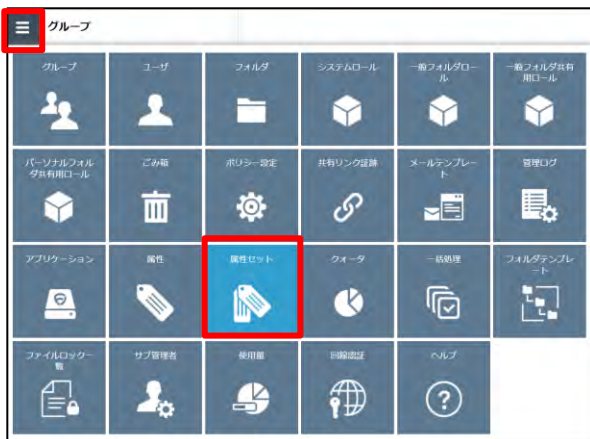 グループ
グループ
ユーザ
フォルダ
システムロール
一般フォルダロー
ル
一般フォルダ共有
用ロール
パーソナルフォル
ダ共有用ロール
ごみ箱
ポリシー設定
共有リンク証跡
メールテンプレー
ト
管理ログ
アプリケーション
属性
属性セット
クォータ
一括処理
フォルダテンプレ
ート
ファイルロック一
覧
サブ管理者
使用量
回線認証
ヘルプ